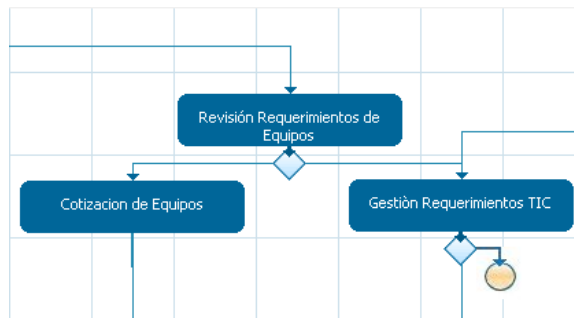 Revisión Requerimientos de
Equipos
Cotizacion de Equipos
Gestiòn Requerimientos TIC